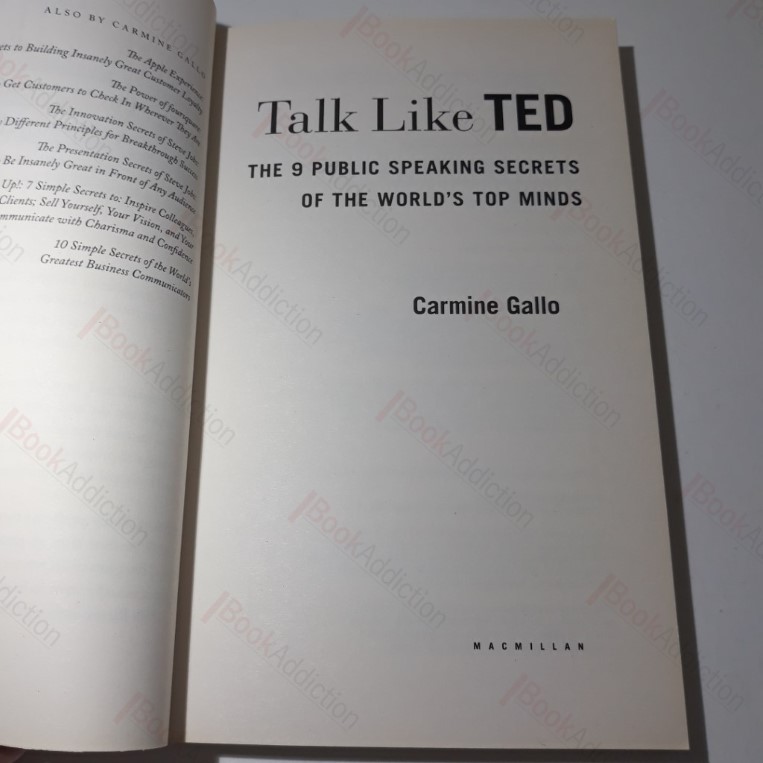 ALSO BY CARMINE GALLO
The Apple Experience
to Building Insanely Great Customer Loyalty
The Power of foursquare
Get Customers to Check In Wherever They Are
The Innovation Secrets of Steve Jobs
Different Principles for Breakthrough Success
The Presentation Secrets of Steve Jobs
Be Insanely Great in Front of Any Audience
Up!: 7 Simple Secrets to: Inspire Colleagues,
Clients; Sell Yourself, Your Vision, and Your
with Charisma and Confidence
10 Simple Secrets of the World's
Greatest Business Communicators
Talk Like TED
THE 9 PUBLIC SPEAKING SECRETS
OF THE WORLD'S TOP MINDS
Carmine Gallo
MACMILLAN
BookAddiction